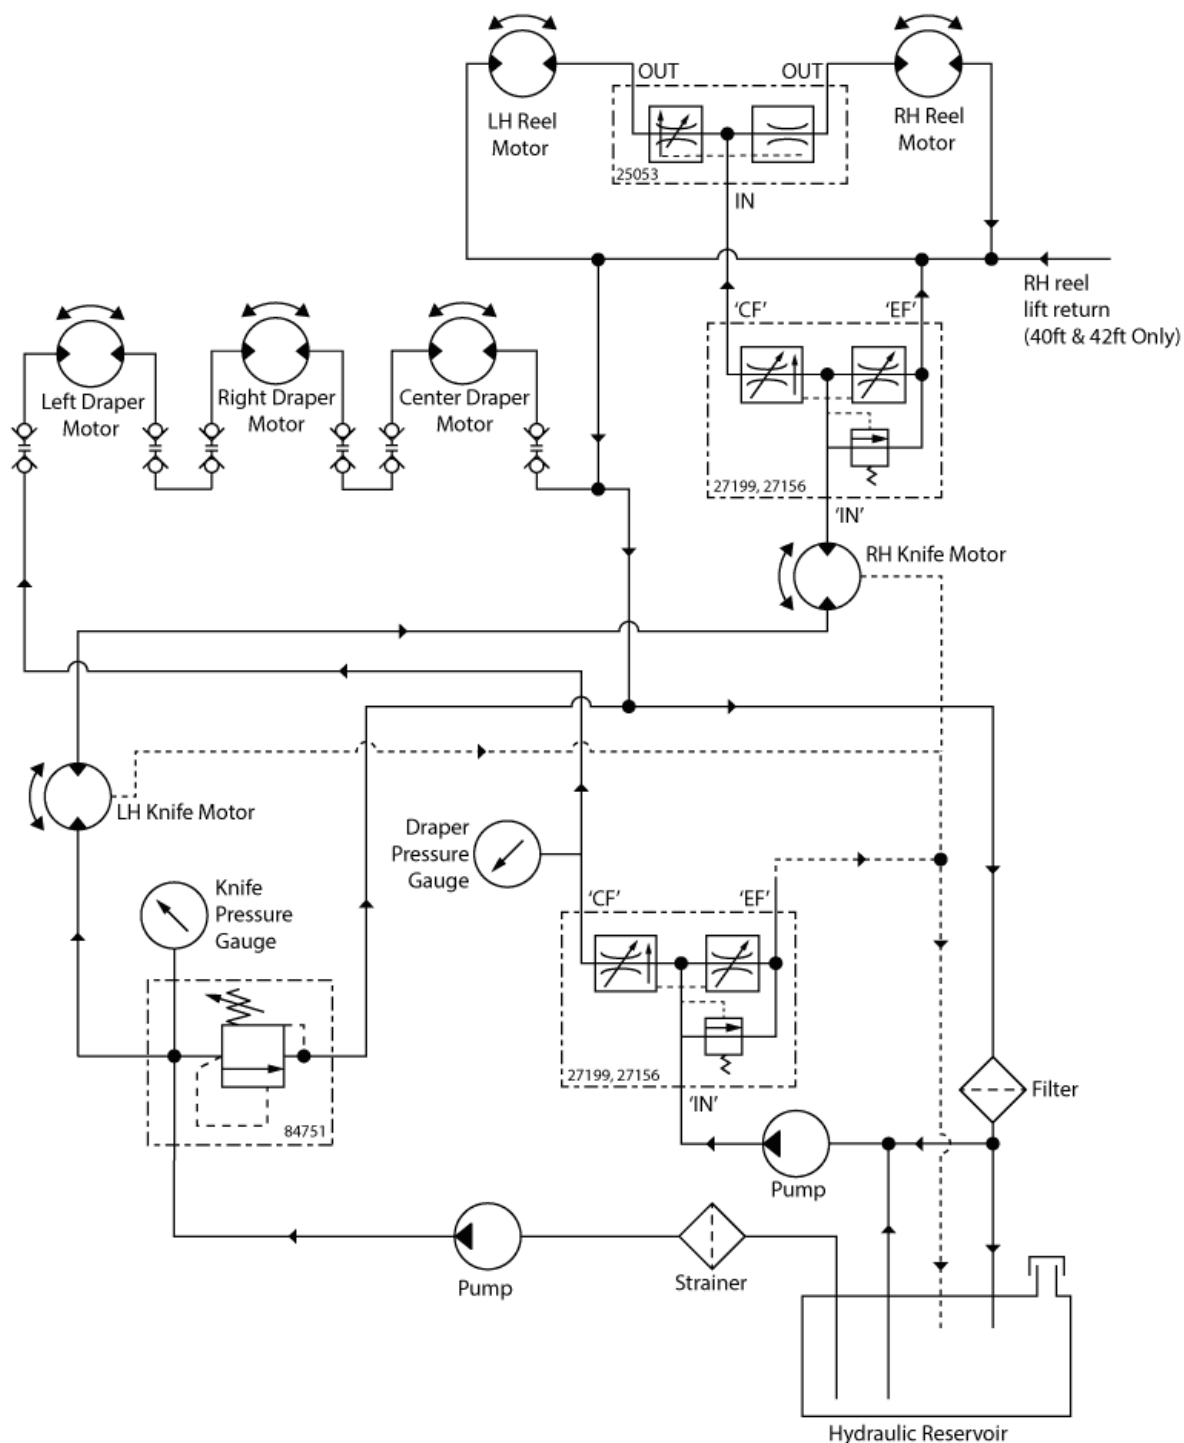 OUT
OUT
LH Reel
Motor
RH Reel
Motor
25053
IN
RH reel
lift return
(40ft & 42ft Only)
'CF'
'EF'
Left Draper
Motor
Right Draper
Motor
Center Draper
Motor
27199, 27156
'IN'
RH Knife Motor
LH Knife Motor
Draper
Pressure
Gauge
Knife
Pressure
Gauge
'CF'
'EF'
27199, 27156
'IN'
84751
Filter
Pump
Strainer
Pump
Hydraulic Reservoir